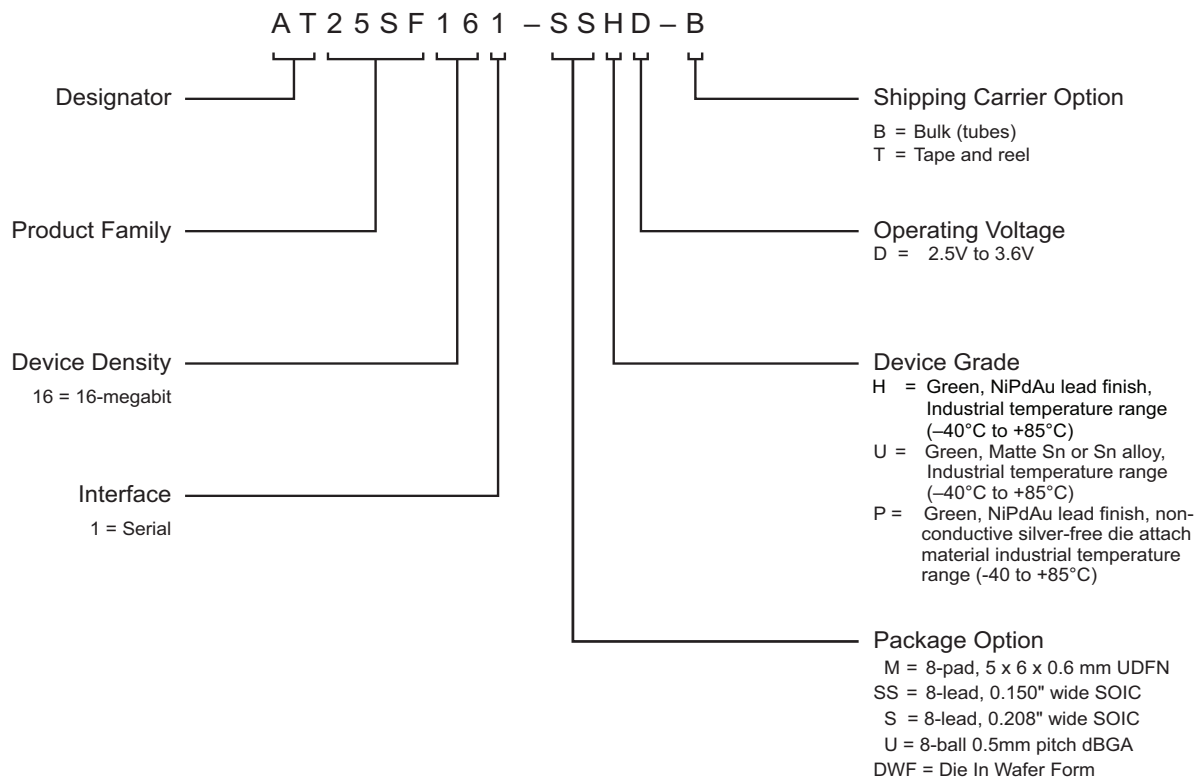 AT25SF161–SSHD–B
Designator
Shipping Carrier Option
B = Bulk (tubes)
T = Tape and reel
Product Family
Operating Voltage
D = 2.5V to 3.6V
Device Density
16 = 16-megabit
Device Grade
H = Green, NiPdAu lead finish,
Industrial temperature range
(–40°C to +85°C)
U = Green, Matte Sn or Sn alloy,
Industrial temperature range
(–40°C to +85°C)
P = Green, NiPdAu lead finish, non-
conductive silver-free die attach
material industrial temperature
range (-40 to +85°C)
Interface
1 = Serial
Package Option
M = 8-pad, 5 x 6 x 0.6 mm UDFN
SS = 8-lead, 0.150" wide SOIC
S = 8-lead, 0.208" wide SOIC
U = 8-ball 0.5mm pitch dBGA
DWF = Die In Wafer Form